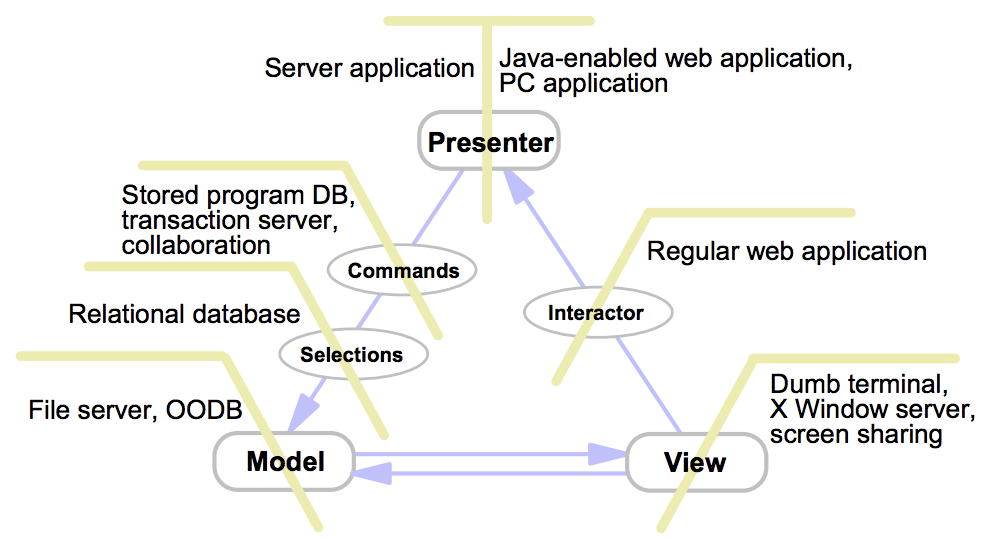 Server application
Java-enabled web application,
PC application
Presenter
Stored program DB,
transaction server,
collaboration
Commands
Regular web application
Relational database
Interactor
Selections
File server, OODB
Dumb terminal,
X Window server,
screen sharing
Model
View